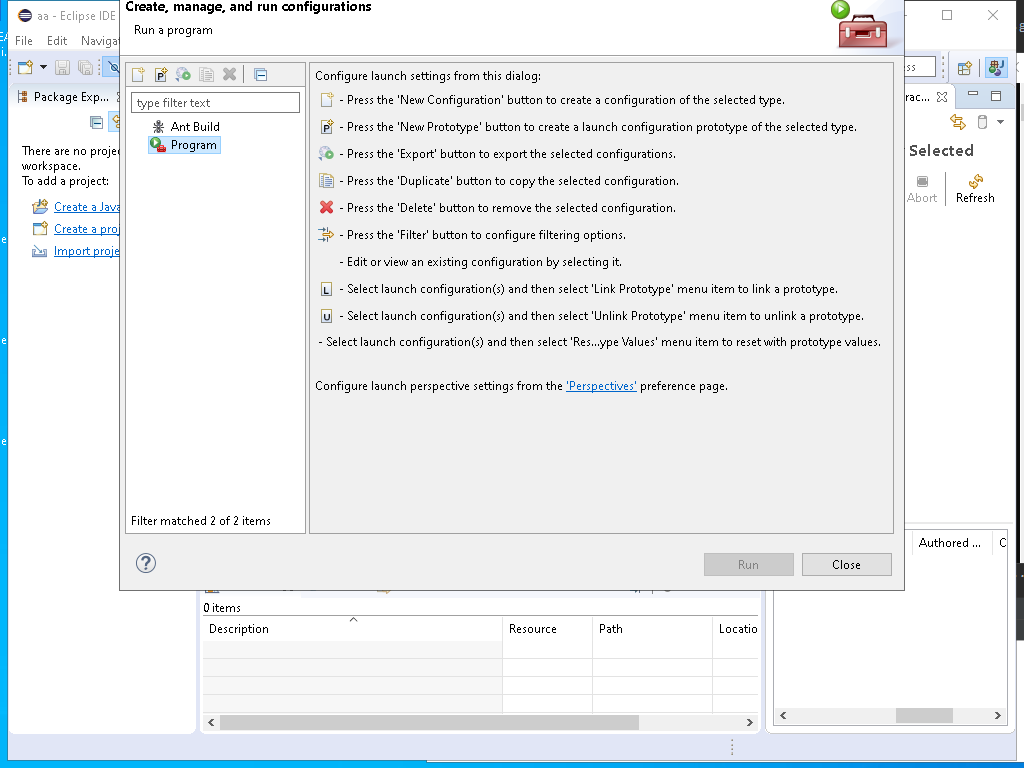 Create, manage, and run configurations
Run a program
aa - Eclipse IDE
File Edit Navigat
Package Exp...
type filter text
Ant Build
Program
Filter matched 2 of 2 items
There are no projec
workspace.
To add a project:
Create a Java
Create a proj
Import proje
Configure launch settings from this dialog:
- Press the 'New Configuration' button to create a configuration of the selected type.
- Press the 'New Prototype' button to create a launch configuration prototype of the selected type.
- Press the 'Export' button to export the selected configurations.
- Press the 'Duplicate' button to copy the selected configuration.
- Press the 'Delete' button to remove the selected configuration.
- Press the 'Filter' button to configure filtering options.
- Edit or view an existing configuration by selecting it.
L - Select launch configuration(s) and then select 'Link Prototype' menu item to link a prototype.
U - Select launch configuration(s) and then select 'Unlink Prototype' menu item to unlink a prototype.
- Select launch configuration(s) and then select 'Res...ype Values' menu item to reset with prototype values.
Configure launch perspective settings from the 'Perspectives' preference page.
? Run Close
ss
rac...
Selected
Abort Refresh
Authored ... C
0 items
Description Resource Path Locatio